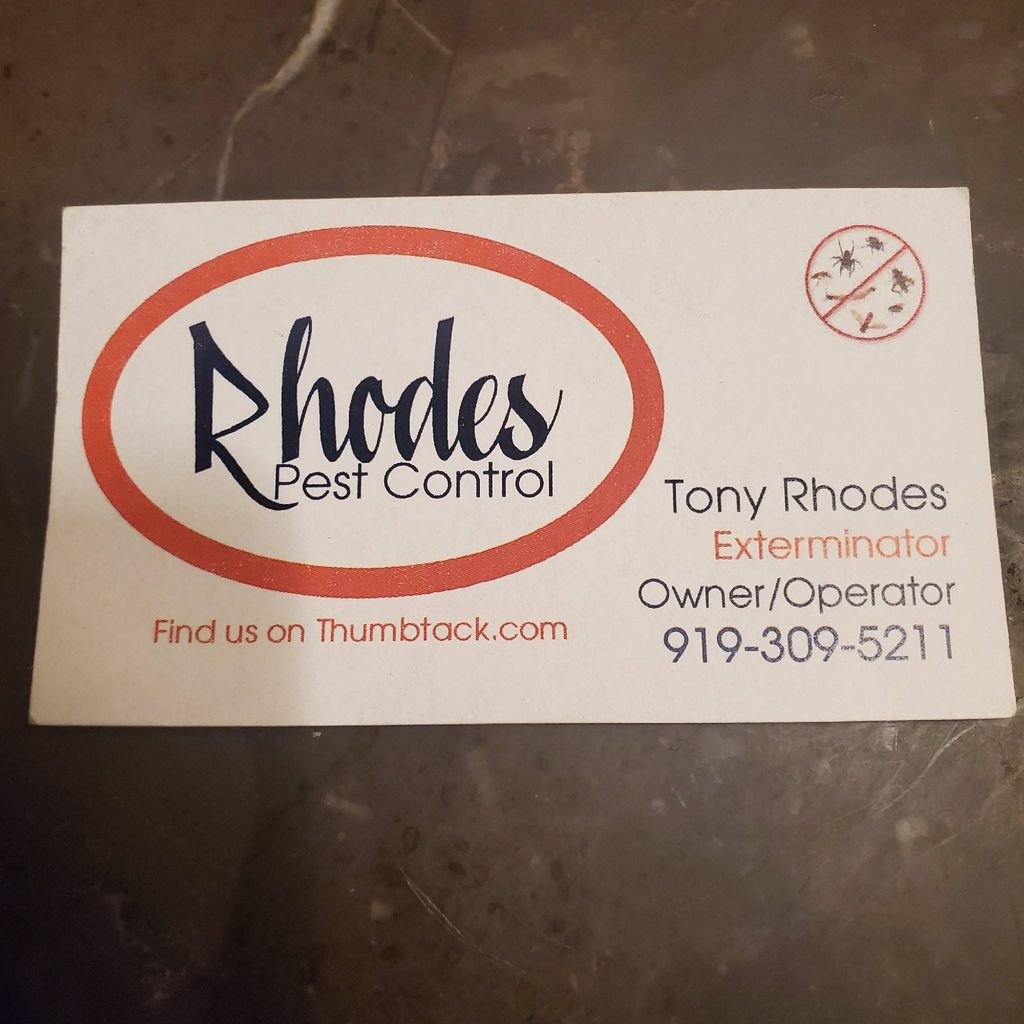 Rhodes
Pest Control
Find us on Thumbtack.com
Tony Rhodes
Exterminator
Owner/Operator
919-309-5211